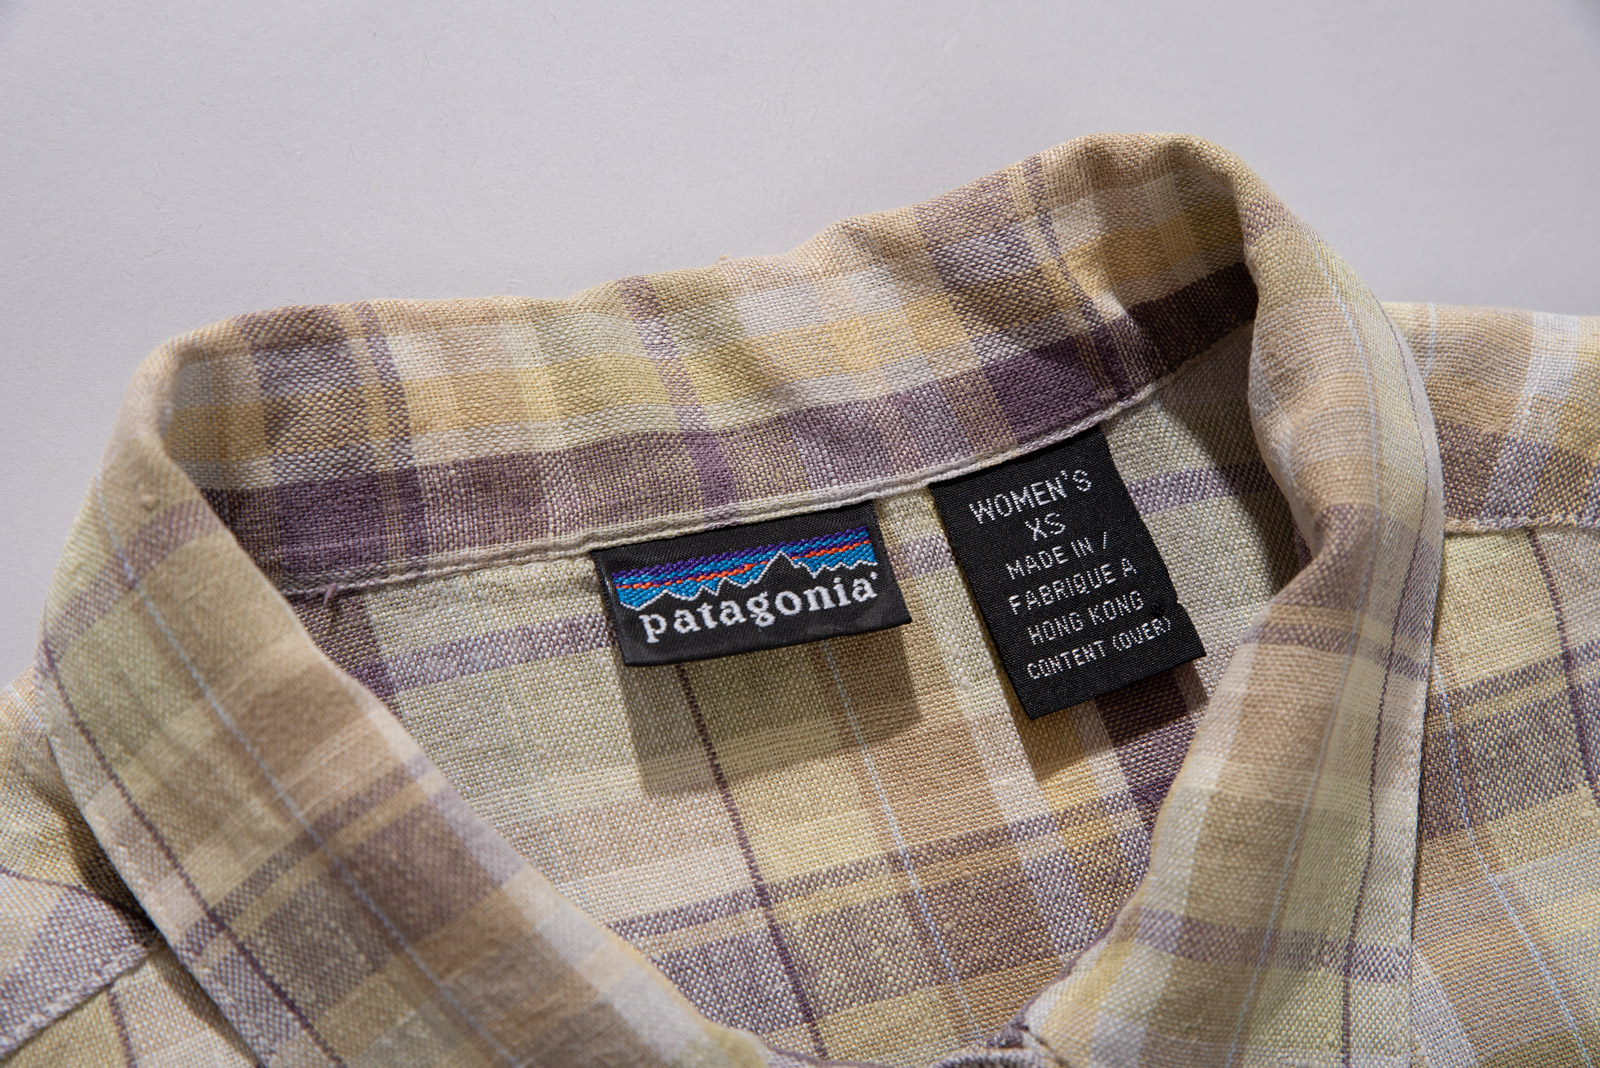 patagonia®
WOMEN'S
XS
MADE IN /
FABRIQUE A
HONG KONG
CONTENT (OVER)